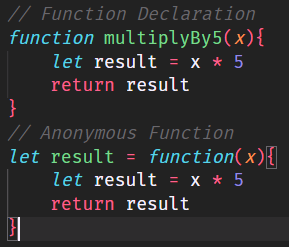 // Function Declaration
function multiplyBy5(x){
    let result = x * 5
    return result
}
// Anonymous Function
let result = function(x){
    let result = x * 5
    return result
}